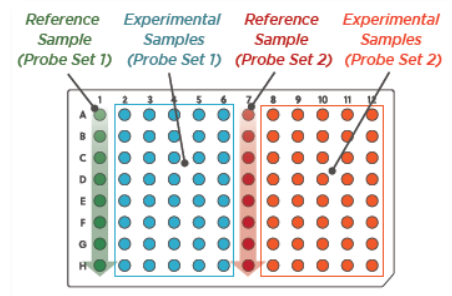 Reference
Sample
(Probe Set 1)
Experimental
Samples
(Probe Set 1)
Reference
Sample
(Probe Set 2)
Experimental
Samples
(Probe Set 2)
1 2 3 4 5 6 7 8 9 10 11 12
A
B
C
D
E
F
G
H